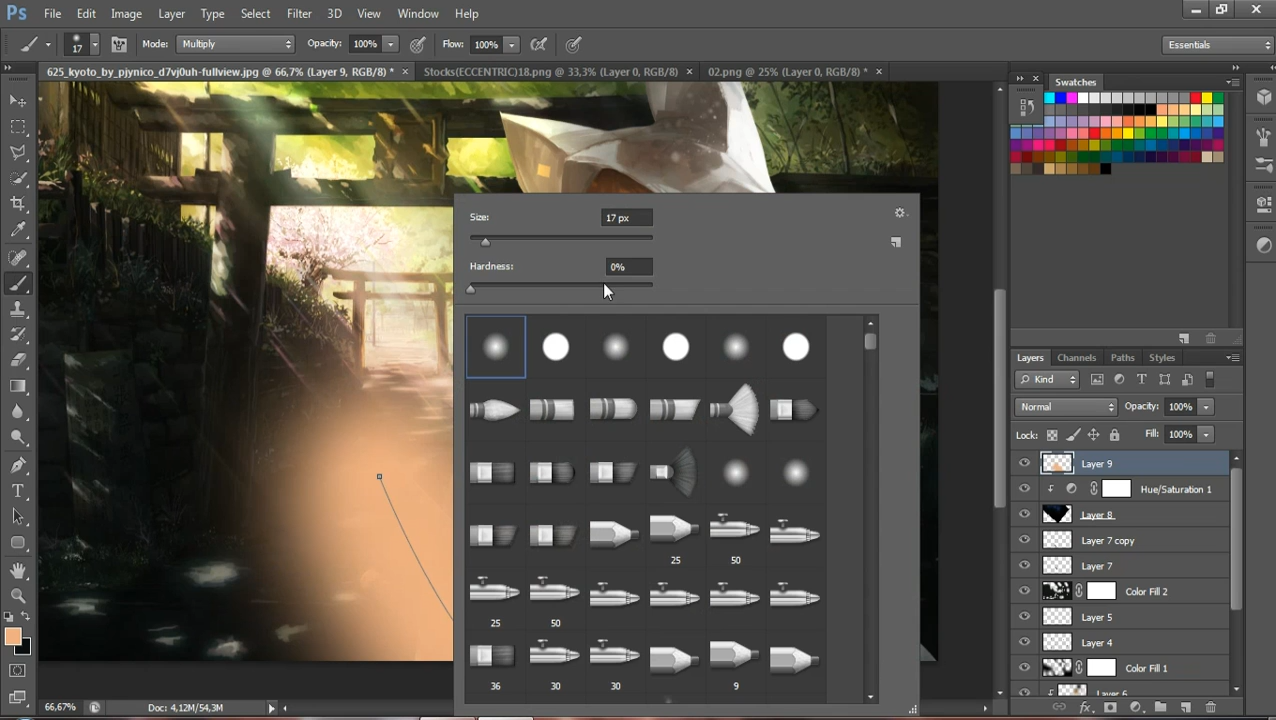 Ps File Edit Image Layer Type Select Filter 3D View Window Help
17 Mode: Multiply Opacity: 100% Flow: 100% Essentials
625_kyoto_by_pjynico_d7vj0uh-fullview.jpg @ 66,7% (Layer 9, RGB/8) * × Stocks(ECCENTRIC)18.png @ 33,3% (Layer 0, RGB/8) × 02.png @ 25% (Layer 0, RGB/8) * ×
Swatches
Size: 17 px
Hardness: 0%
25 50
25 50
36 30 30 9
Layers Channels Paths Styles
Kind
Normal Opacity: 100%
Lock: Fill: 100%
Layer 9
Hue/Saturation 1
Layer 8
Layer 7 copy
Layer 7
Color Fill 2
Layer 5
Layer 4
Color Fill 1
Layer 6
66,67% Doc: 4,12M/54,3M